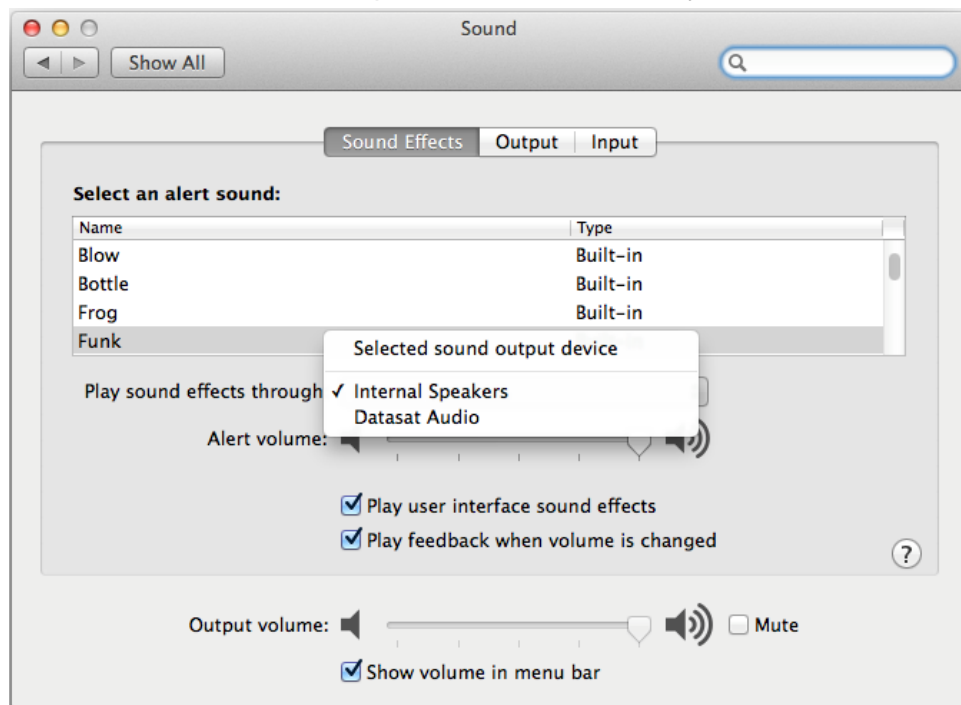 Sound
Show All
Sound Effects Output Input
Select an alert sound:
Name Type
Blow Built-in
Bottle Built-in
Frog Built-in
Funk
Selected sound output device
Play sound effects through ✓ Internal Speakers
Datasat Audio
Alert volume:
Play user interface sound effects
Play feedback when volume is changed
?
Output volume: Mute
Show volume in menu bar